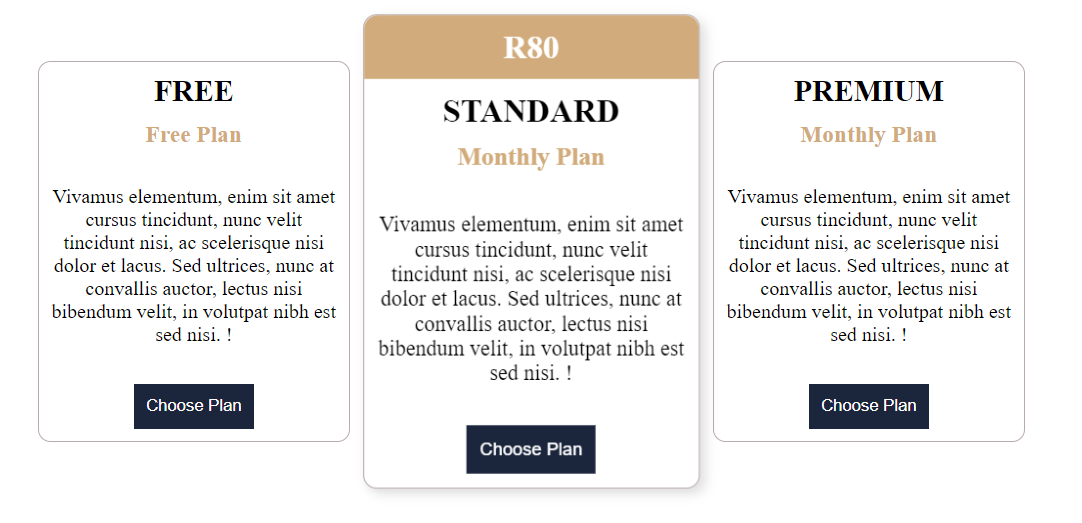 FREE
Free Plan
Vivamus elementum, enim sit amet
cursus tincidunt, nunc velit
tincidunt nisi, ac scelerisque nisi
dolor et lacus. Sed ultrices, nunc at
convallis auctor, lectus nisi
bibendum velit, in volutpat nibh est
sed nisi. !
Choose Plan
R80
STANDARD
Monthly Plan
Vivamus elementum, enim sit amet
cursus tincidunt, nunc velit
tincidunt nisi, ac scelerisque nisi
dolor et lacus. Sed ultrices, nunc at
convallis auctor, lectus nisi
bibendum velit, in volutpat nibh est
sed nisi. !
Choose Plan
PREMIUM
Monthly Plan
Vivamus elementum, enim sit amet
cursus tincidunt, nunc velit
tincidunt nisi, ac scelerisque nisi
dolor et lacus. Sed ultrices, nunc at
convallis auctor, lectus nisi
bibendum velit, in volutpat nibh est
sed nisi. !
Choose Plan